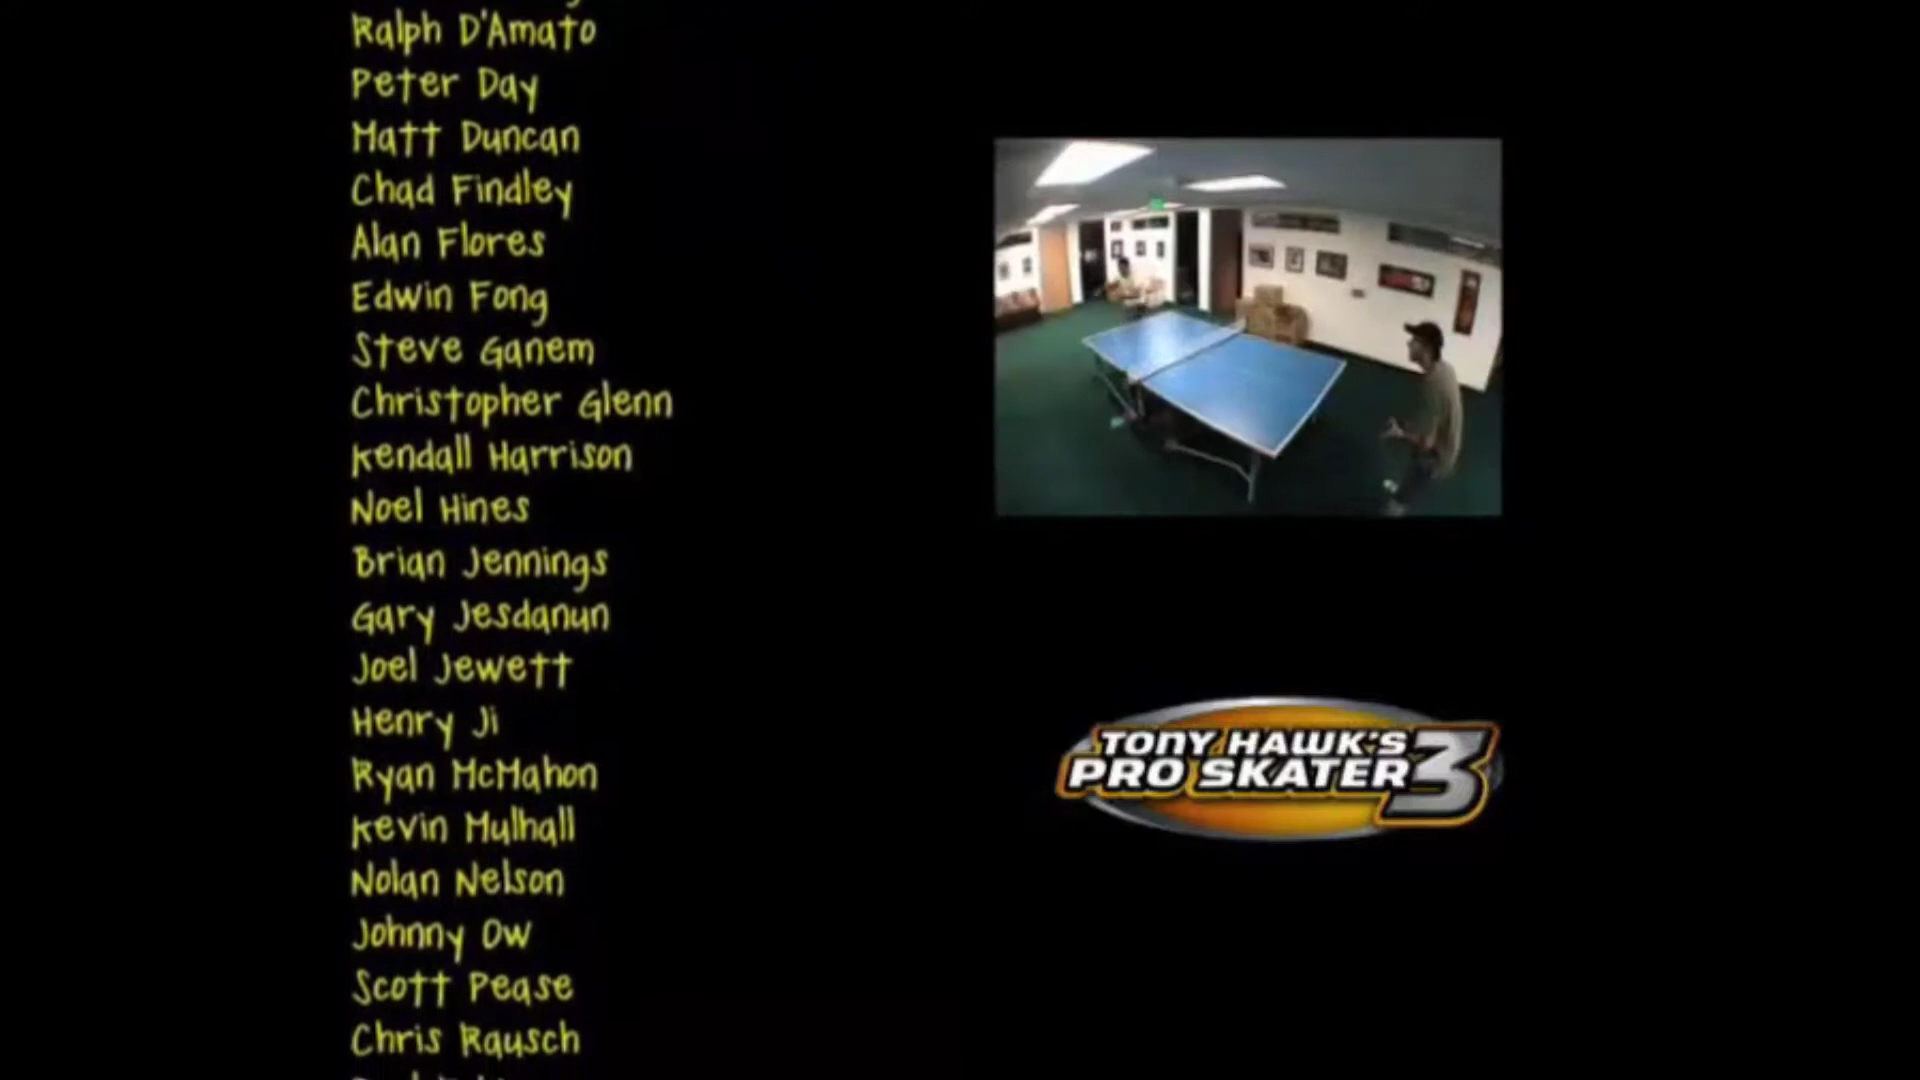 Ralph D'Amato
Peter Day
Matt Duncan
Chad Findley
Alan Flores
Edwin Fong
Steve Ganem
Christopher Glenn
Kendall Harrison
Noel Hines
Brian Jennings
Gary Jesdanun
Joel Jewett
Henry Ji
Ryan McMahon
Kevin Mulhall
Nolan Nelson
Johnny Ow
Scott Pease
Chris Rausch
TONY HAWK'S
PRO SKATER 3